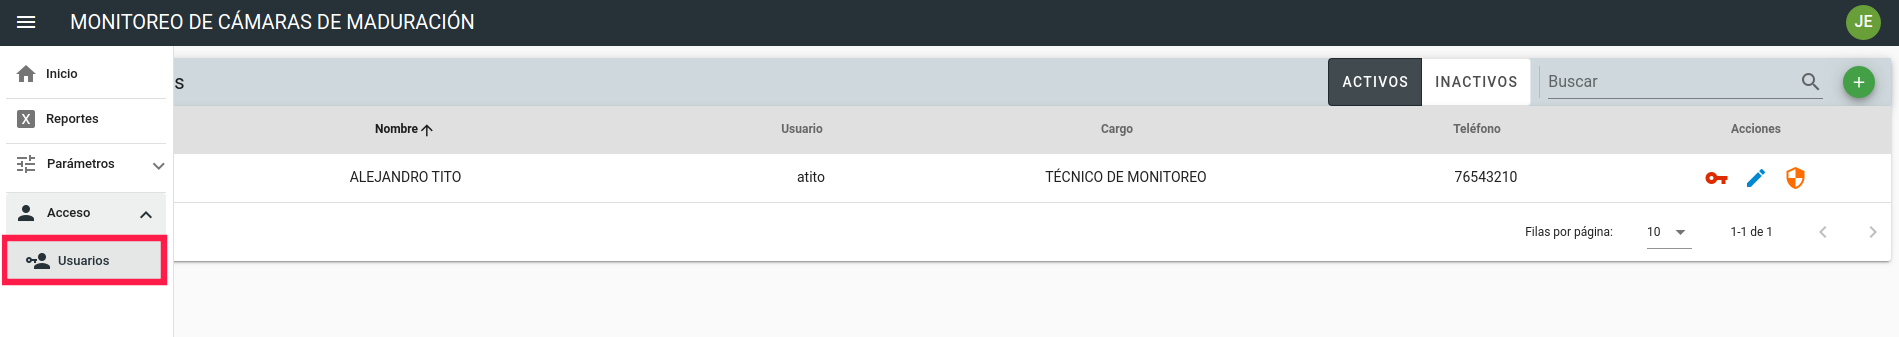 MONITOREO DE CÁMARAS DE MADURACIÓN JE
Inicio
Reportes
Parámetros
Acceso
Usuarios
s ACTIVOS INACTIVOS Buscar +
Nombre Usuario Cargo Teléfono Acciones
ALEJANDRO TITO atito TÉCNICO DE MONITOREO 76543210
Filas por página: 10 1-1 de 1